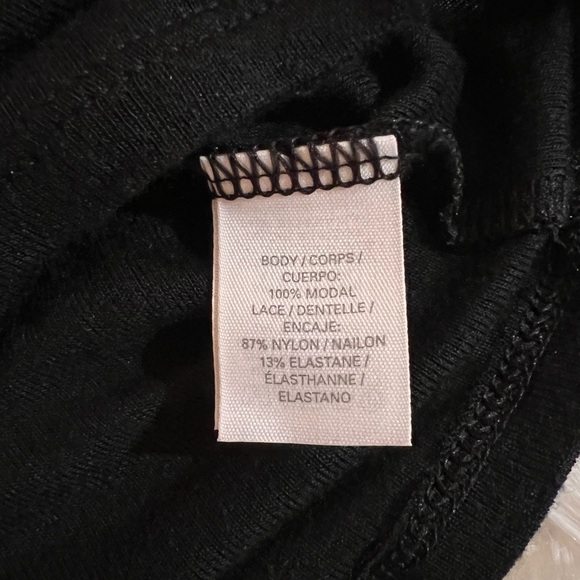 BODY / CORPS /
CUERPO:
100% MODAL
LACE / DENTELLE /
ENCAJE:
87% NYLON / NAILON
13% ELASTANE /
ÉLASTHANNE /
ELASTANO